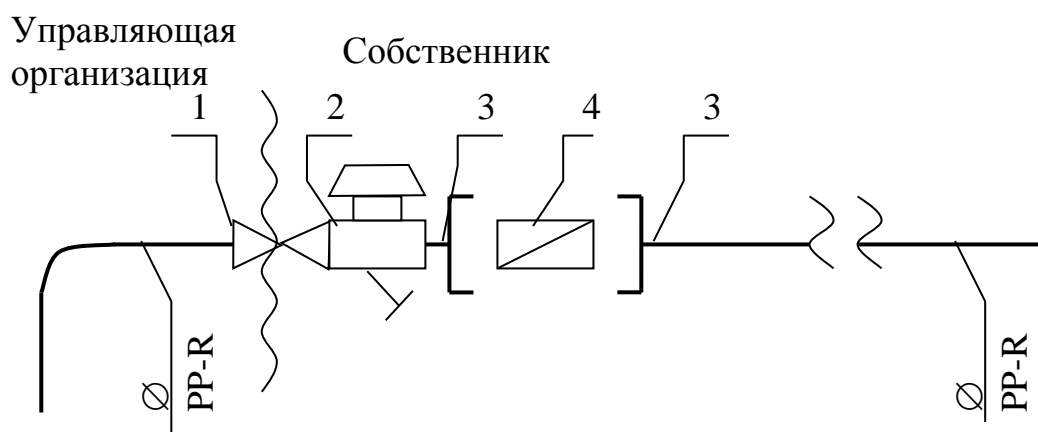 Управляющая
организация
Собственник
1
2
3
4
3
∅ PP-R
∅ PP-R